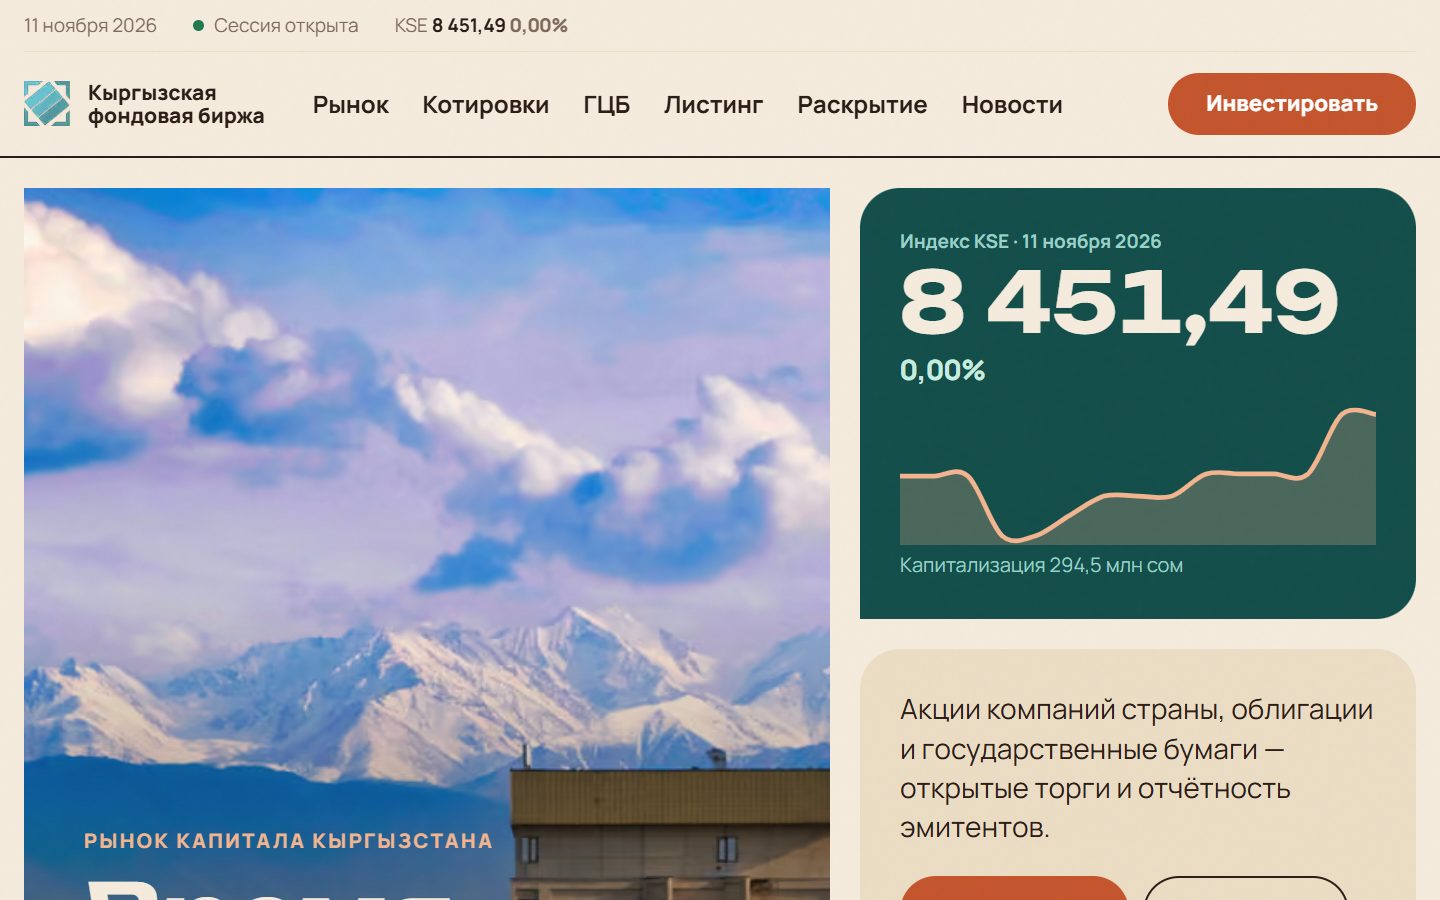 11 ноября 2026
Сессия открыта
KSE 8 451,49 0,00%
Кыргызская
фондовая биржа
Рынок
Котировки
ГЦБ
Листинг
Раскрытие
Новости
Инвестировать
РЫНОК КАПИТАЛА КЫРГЫЗСТАНА
Индекс KSE · 11 ноября 2026
8 451,49
0,00%
Капитализация 294,5 млн сом
Акции компаний страны, облигации
и государственные бумаги —
открытые торги и отчётность
эмитентов.